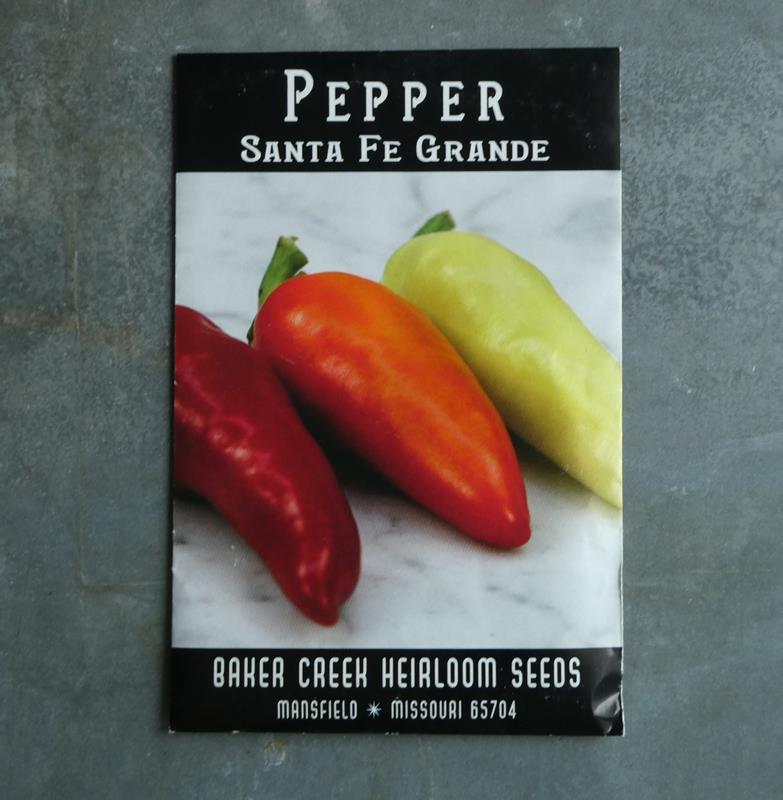 PEPPER
SANTA FE GRANDE
BAKER CREEK HEIRLOOM SEEDS
MANSFIELD ✴ MISSOURI 65704